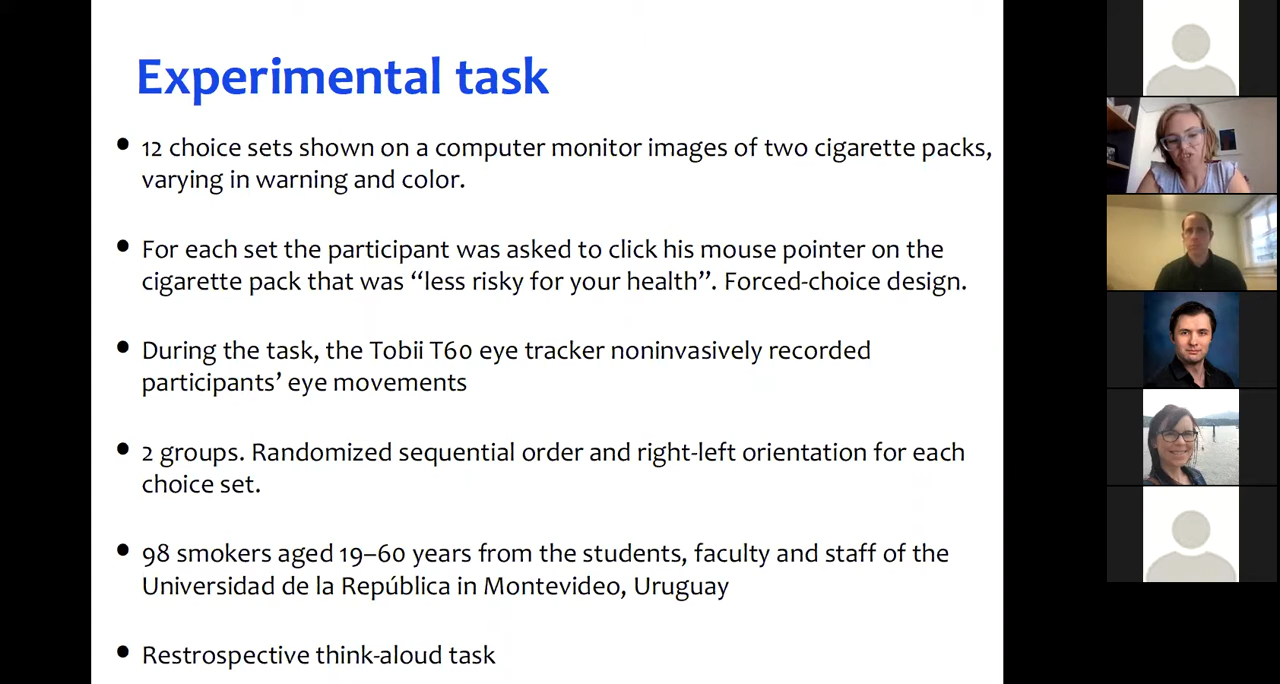 Experimental task
• 12 choice sets shown on a computer monitor images of two cigarette packs,
varying in warning and color.
• For each set the participant was asked to click his mouse pointer on the
cigarette pack that was “less risky for your health”. Forced-choice design.
• During the task, the Tobii T60 eye tracker noninvasively recorded
participants’ eye movements
• 2 groups. Randomized sequential order and right-left orientation for each
choice set.
• 98 smokers aged 19–60 years from the students, faculty and staff of the
Universidad de la República in Montevideo, Uruguay
• Restrospective think-aloud task